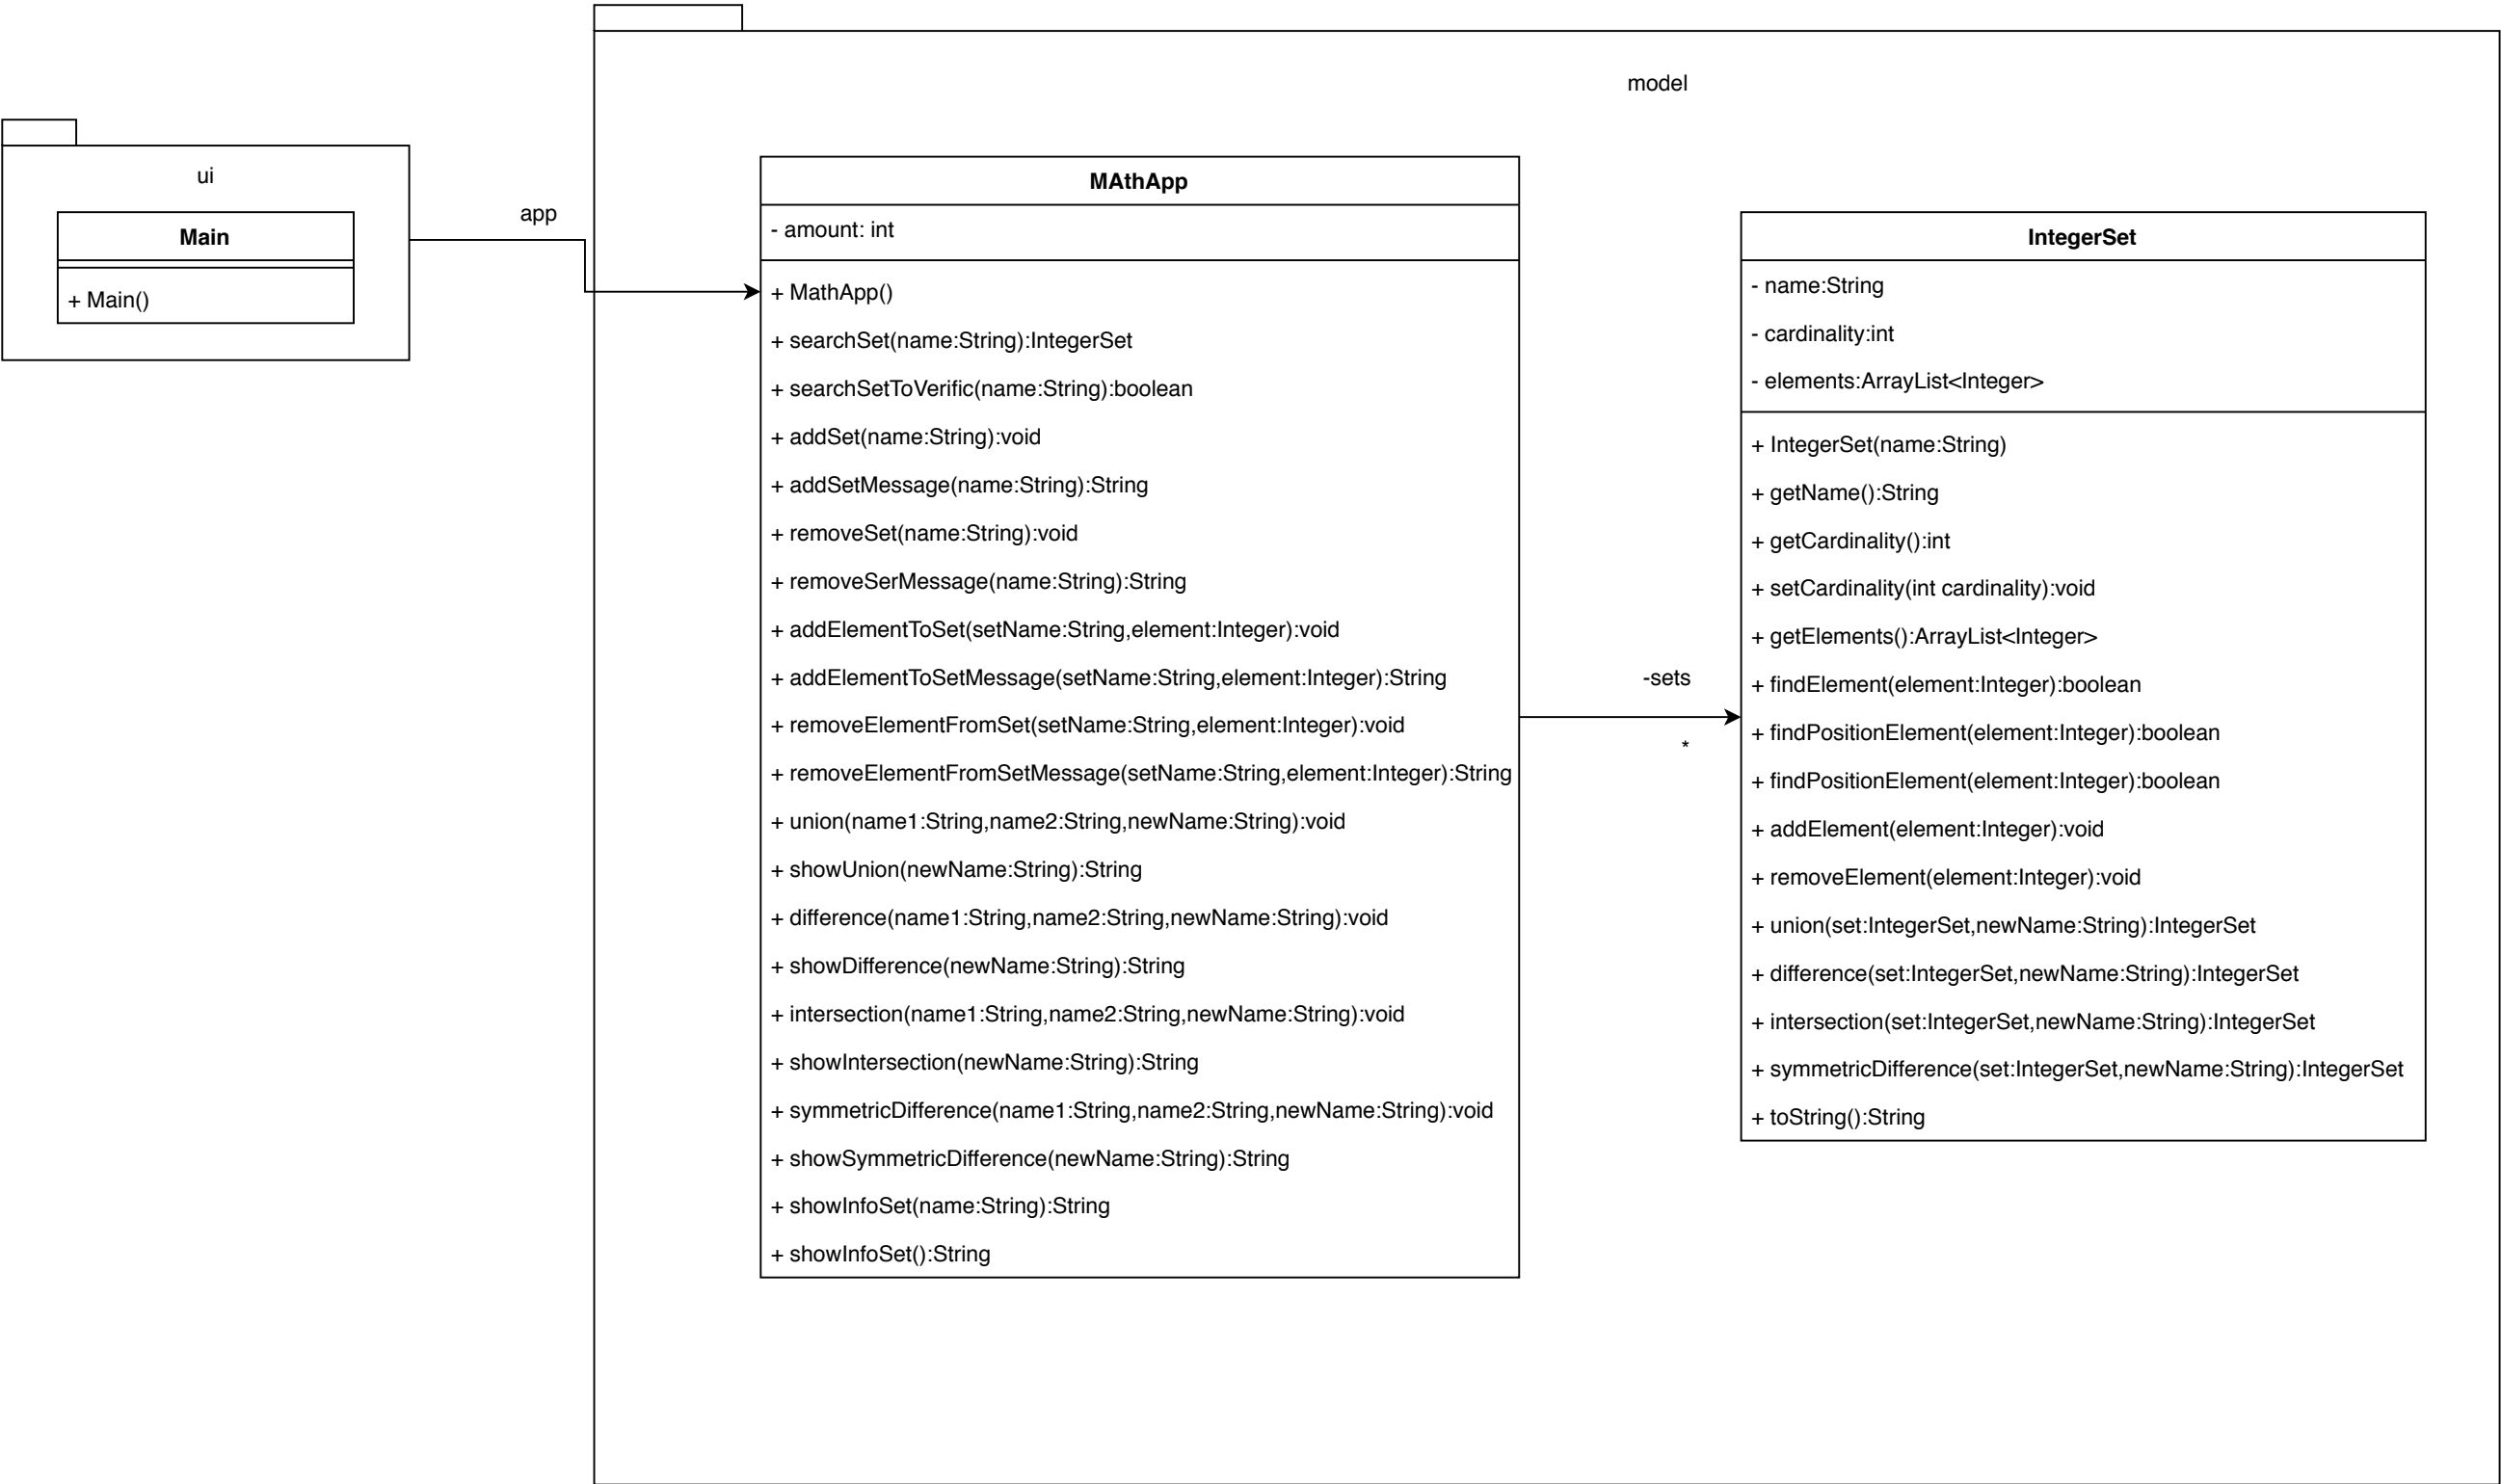 model
ui
Main
+ Main()
app
MAthApp
- amount: int
+ MathApp()
+ searchSet(name:String):IntegerSet
+ searchSetToVerific(name:String):boolean
+ addSet(name:String):void
+ addSetMessage(name:String):String
+ removeSet(name:String):void
+ removeSerMessage(name:String):String
+ addElementToSet(setName:String,element:Integer):void
+ addElementToSetMessage(setName:String,element:Integer):String
+ removeElementFromSet(setName:String,element:Integer):void
+ removeElementFromSetMessage(setName:String,element:Integer):String
+ union(name1:String,name2:String,newName:String):void
+ showUnion(newName:String):String
+ difference(name1:String,name2:String,newName:String):void
+ showDifference(newName:String):String
+ intersection(name1:String,name2:String,newName:String):void
+ showIntersection(newName:String):String
+ symmetricDifference(name1:String,name2:String,newName:String):void
+ showSymmetricDifference(newName:String):String
+ showInfoSet(name:String):String
+ showInfoSet():String
-sets
*
IntegerSet
- name:String
- cardinality:int
- elements:ArrayList<Integer>
+ IntegerSet(name:String)
+ getName():String
+ getCardinality():int
+ setCardinality(int cardinality):void
+ getElements():ArrayList<Integer>
+ findElement(element:Integer):boolean
+ findPositionElement(element:Integer):boolean
+ findPositionElement(element:Integer):boolean
+ addElement(element:Integer):void
+ removeElement(element:Integer):void
+ union(set:IntegerSet,newName:String):IntegerSet
+ difference(set:IntegerSet,newName:String):IntegerSet
+ intersection(set:IntegerSet,newName:String):IntegerSet
+ symmetricDifference(set:IntegerSet,newName:String):IntegerSet
+ toString():String